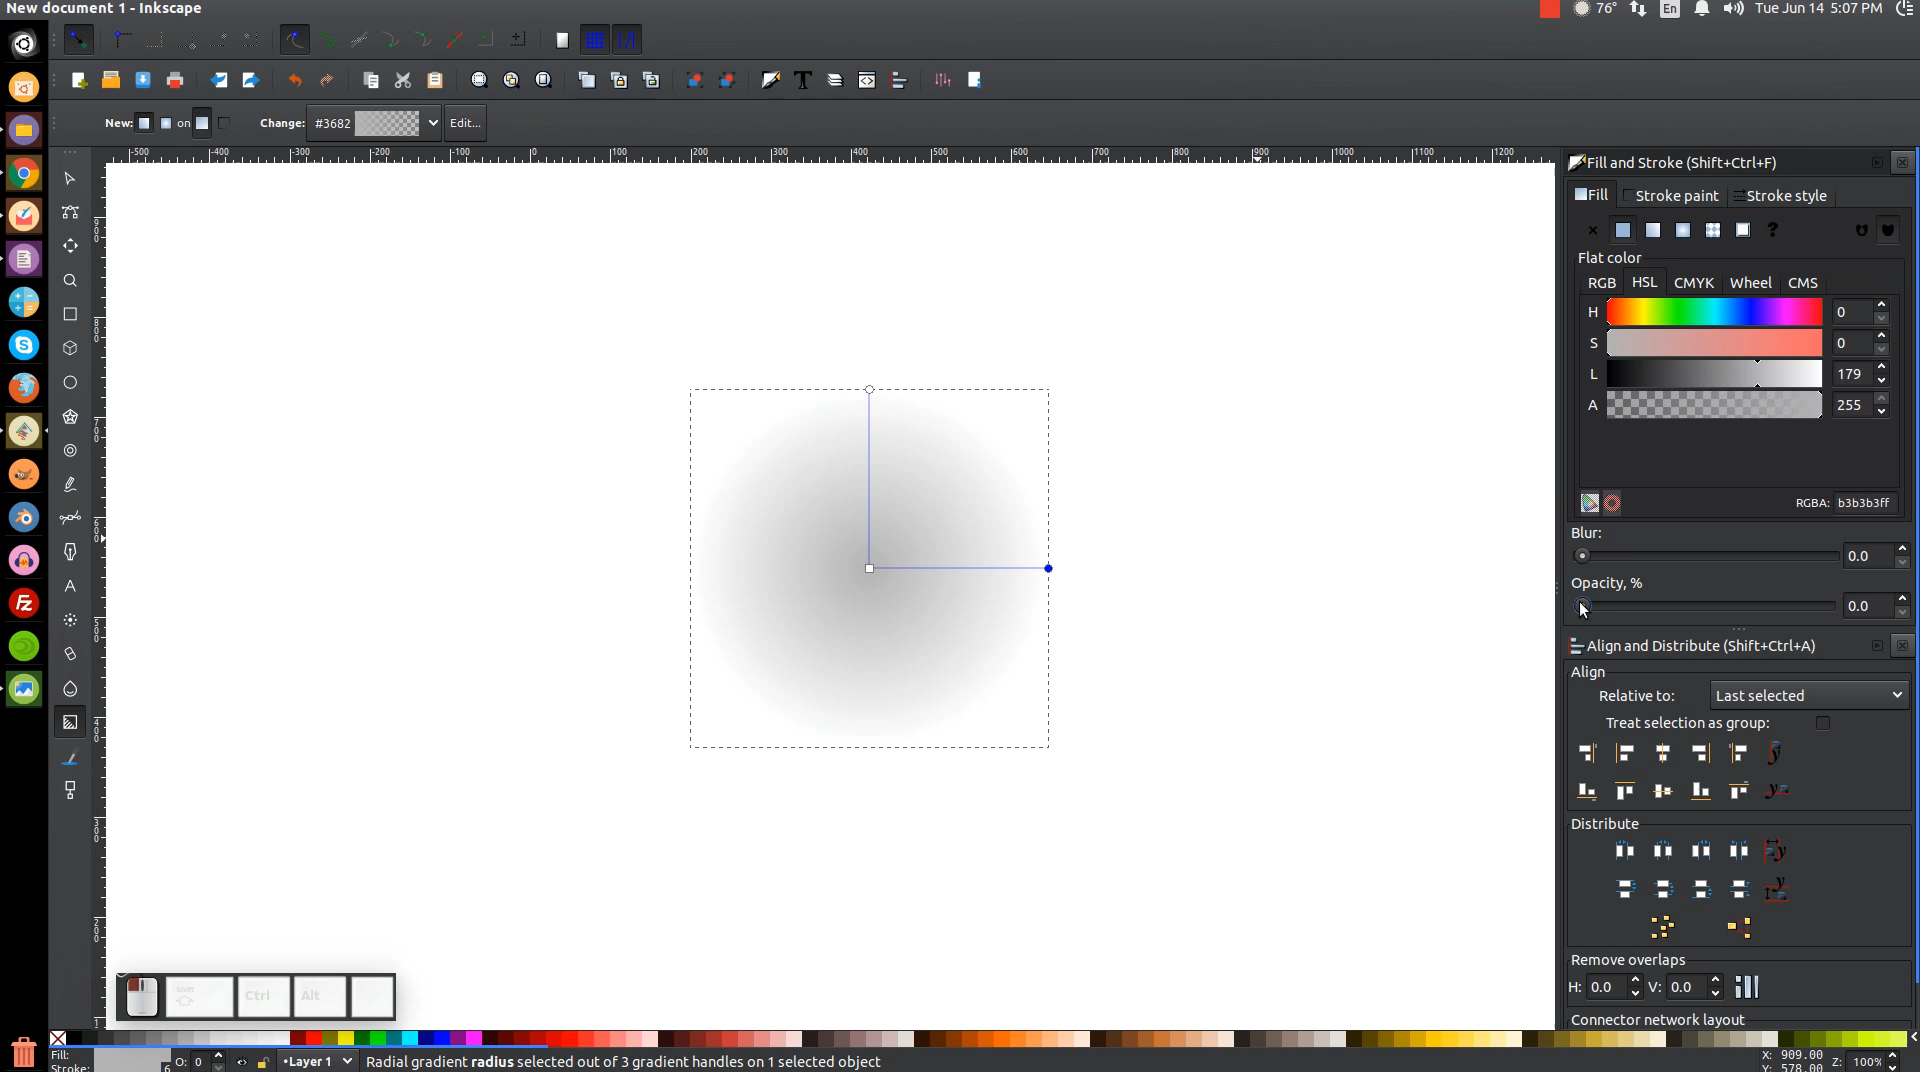 New document 1 - Inkscape
76° En Tue Jun 14 5:07 PM
New: on Change: #3682 Edit...
-500 -400 -300 -200 -100 0 100 200 300 400 500 600 700 800 900 1000 1100 1200
Fill and Stroke (Shift+Ctrl+F)
Fill Stroke paint Stroke style
?
Flat color
RGB HSL CMYK Wheel CMS
H 0
S 0
L 179
A 255
RGBA: b3b3b3ff
Blur:
0.0
Opacity, %
0.0
Align and Distribute (Shift+Ctrl+A)
Align
Relative to: Last selected
Treat selection as group:
Distribute
Remove overlaps
H: 0.0 V: 0.0
Connector network layout
Shift Ctrl Alt
Fill:
Stroke: 6 O: 0 •Layer 1 Radial gradient radius selected out of 3 gradient handles on 1 selected object
X: 909.00
Y: 578.00 Z: 100%